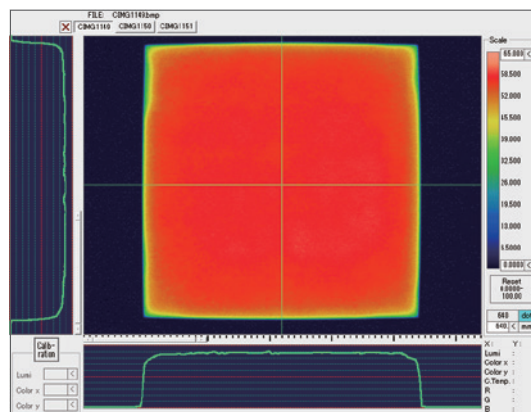 FILE: CIMG1149.bmp
CIMG1149 CIMG1150 CIMG1151
Scale
65.000
58.500
52.000
45.500
39.000
32.500
26.000
19.500
13.000
6.5000
0.0000
Reset
0.0000-
100.00
640 dot
640. mm
Calib-
ration
Lumi
Color x
Color y
X : Y :
Lumi :
Color x :
Color y :
C.Temp. :
R :
G :
B :